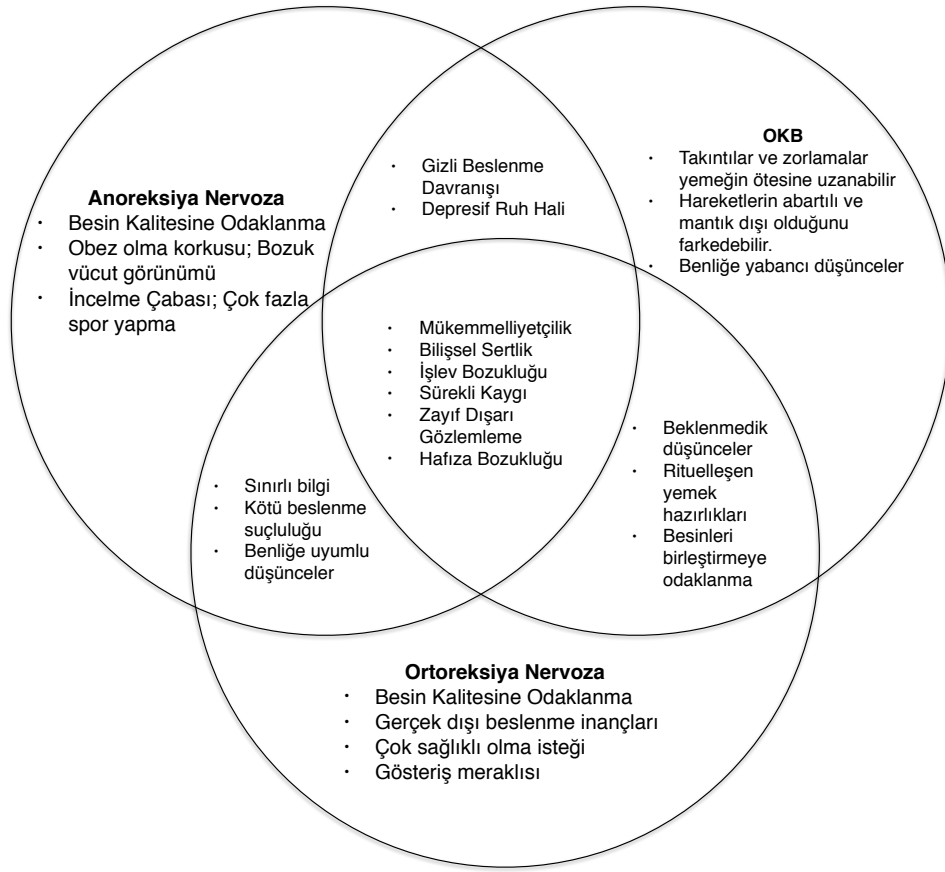 Anoreksiya Nervoza
· Besin Kalitesine Odaklanma
· Obez olma korkusu; Bozuk
vücut görünümü
· İncelme Çabası; Çok fazla
spor yapma
· Gizli Beslenme
Davranışı
· Depresif Ruh Hali
OKB
· Takıntılar ve zorlamalar
yemeğin ötesine uzanabilir
· Hareketlerin abartılı ve
mantık dışı olduğunu
farkedebilir.
· Benliğe yabancı düşünceler
· Mükemmelliyetçilik
· Bilişsel Sertlik
· İşlev Bozukluğu
· Sürekli Kaygı
· Zayıf Dışarı
Gözlemleme
· Hafıza Bozukluğu
· Sınırlı bilgi
· Kötü beslenme
suçluluğu
· Benliğe uyumlu
düşünceler
· Beklenmedik
düşünceler
· Rituelleşen
yemek
hazırlıkları
· Besinleri
birleştirmeye
odaklanma
Ortoreksiya Nervoza
· Besin Kalitesine Odaklanma
· Gerçek dışı beslenme inançları
· Çok sağlıklı olma isteği
· Gösteriş meraklısı